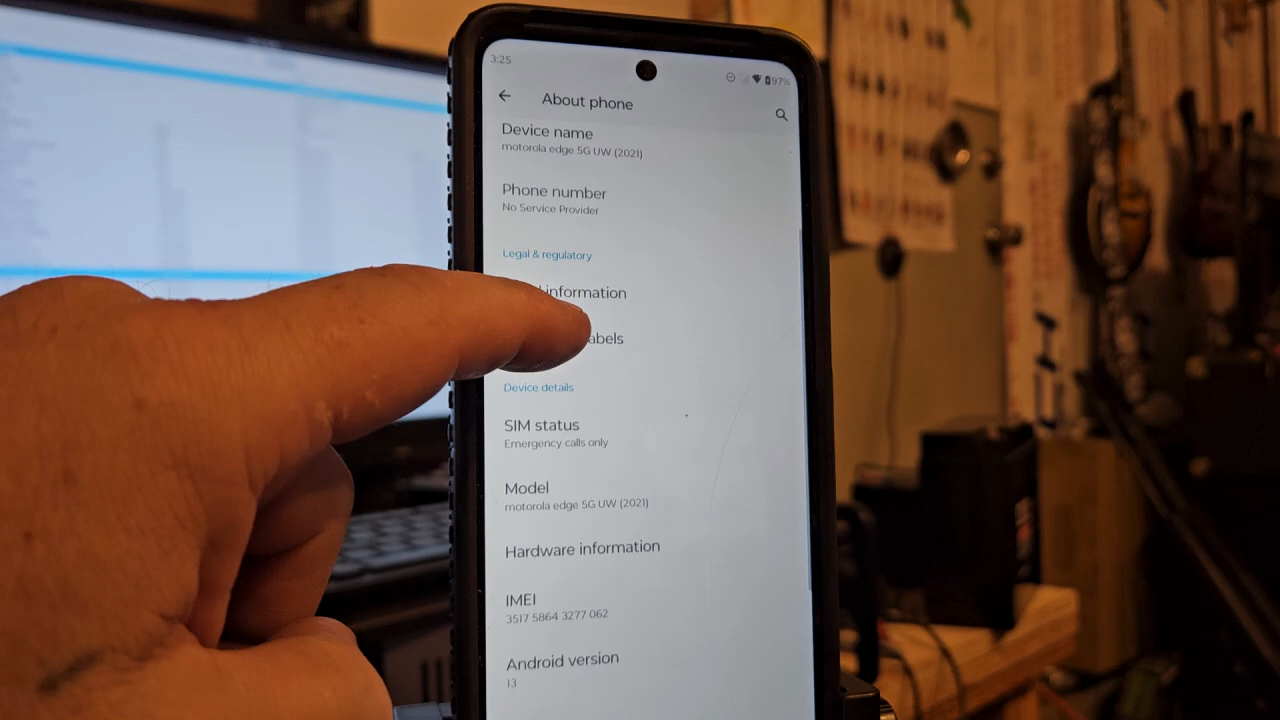 3:25
97%
About phone
Device name
motorola edge 5G UW (2021)
Phone number
No Service Provider
Legal & regulatory
information
abels
Device details
SIM status
Emergency calls only
Model
motorola edge 5G UW (2021)
Hardware information
IMEI
3517 5864 3277 062
Android version
13